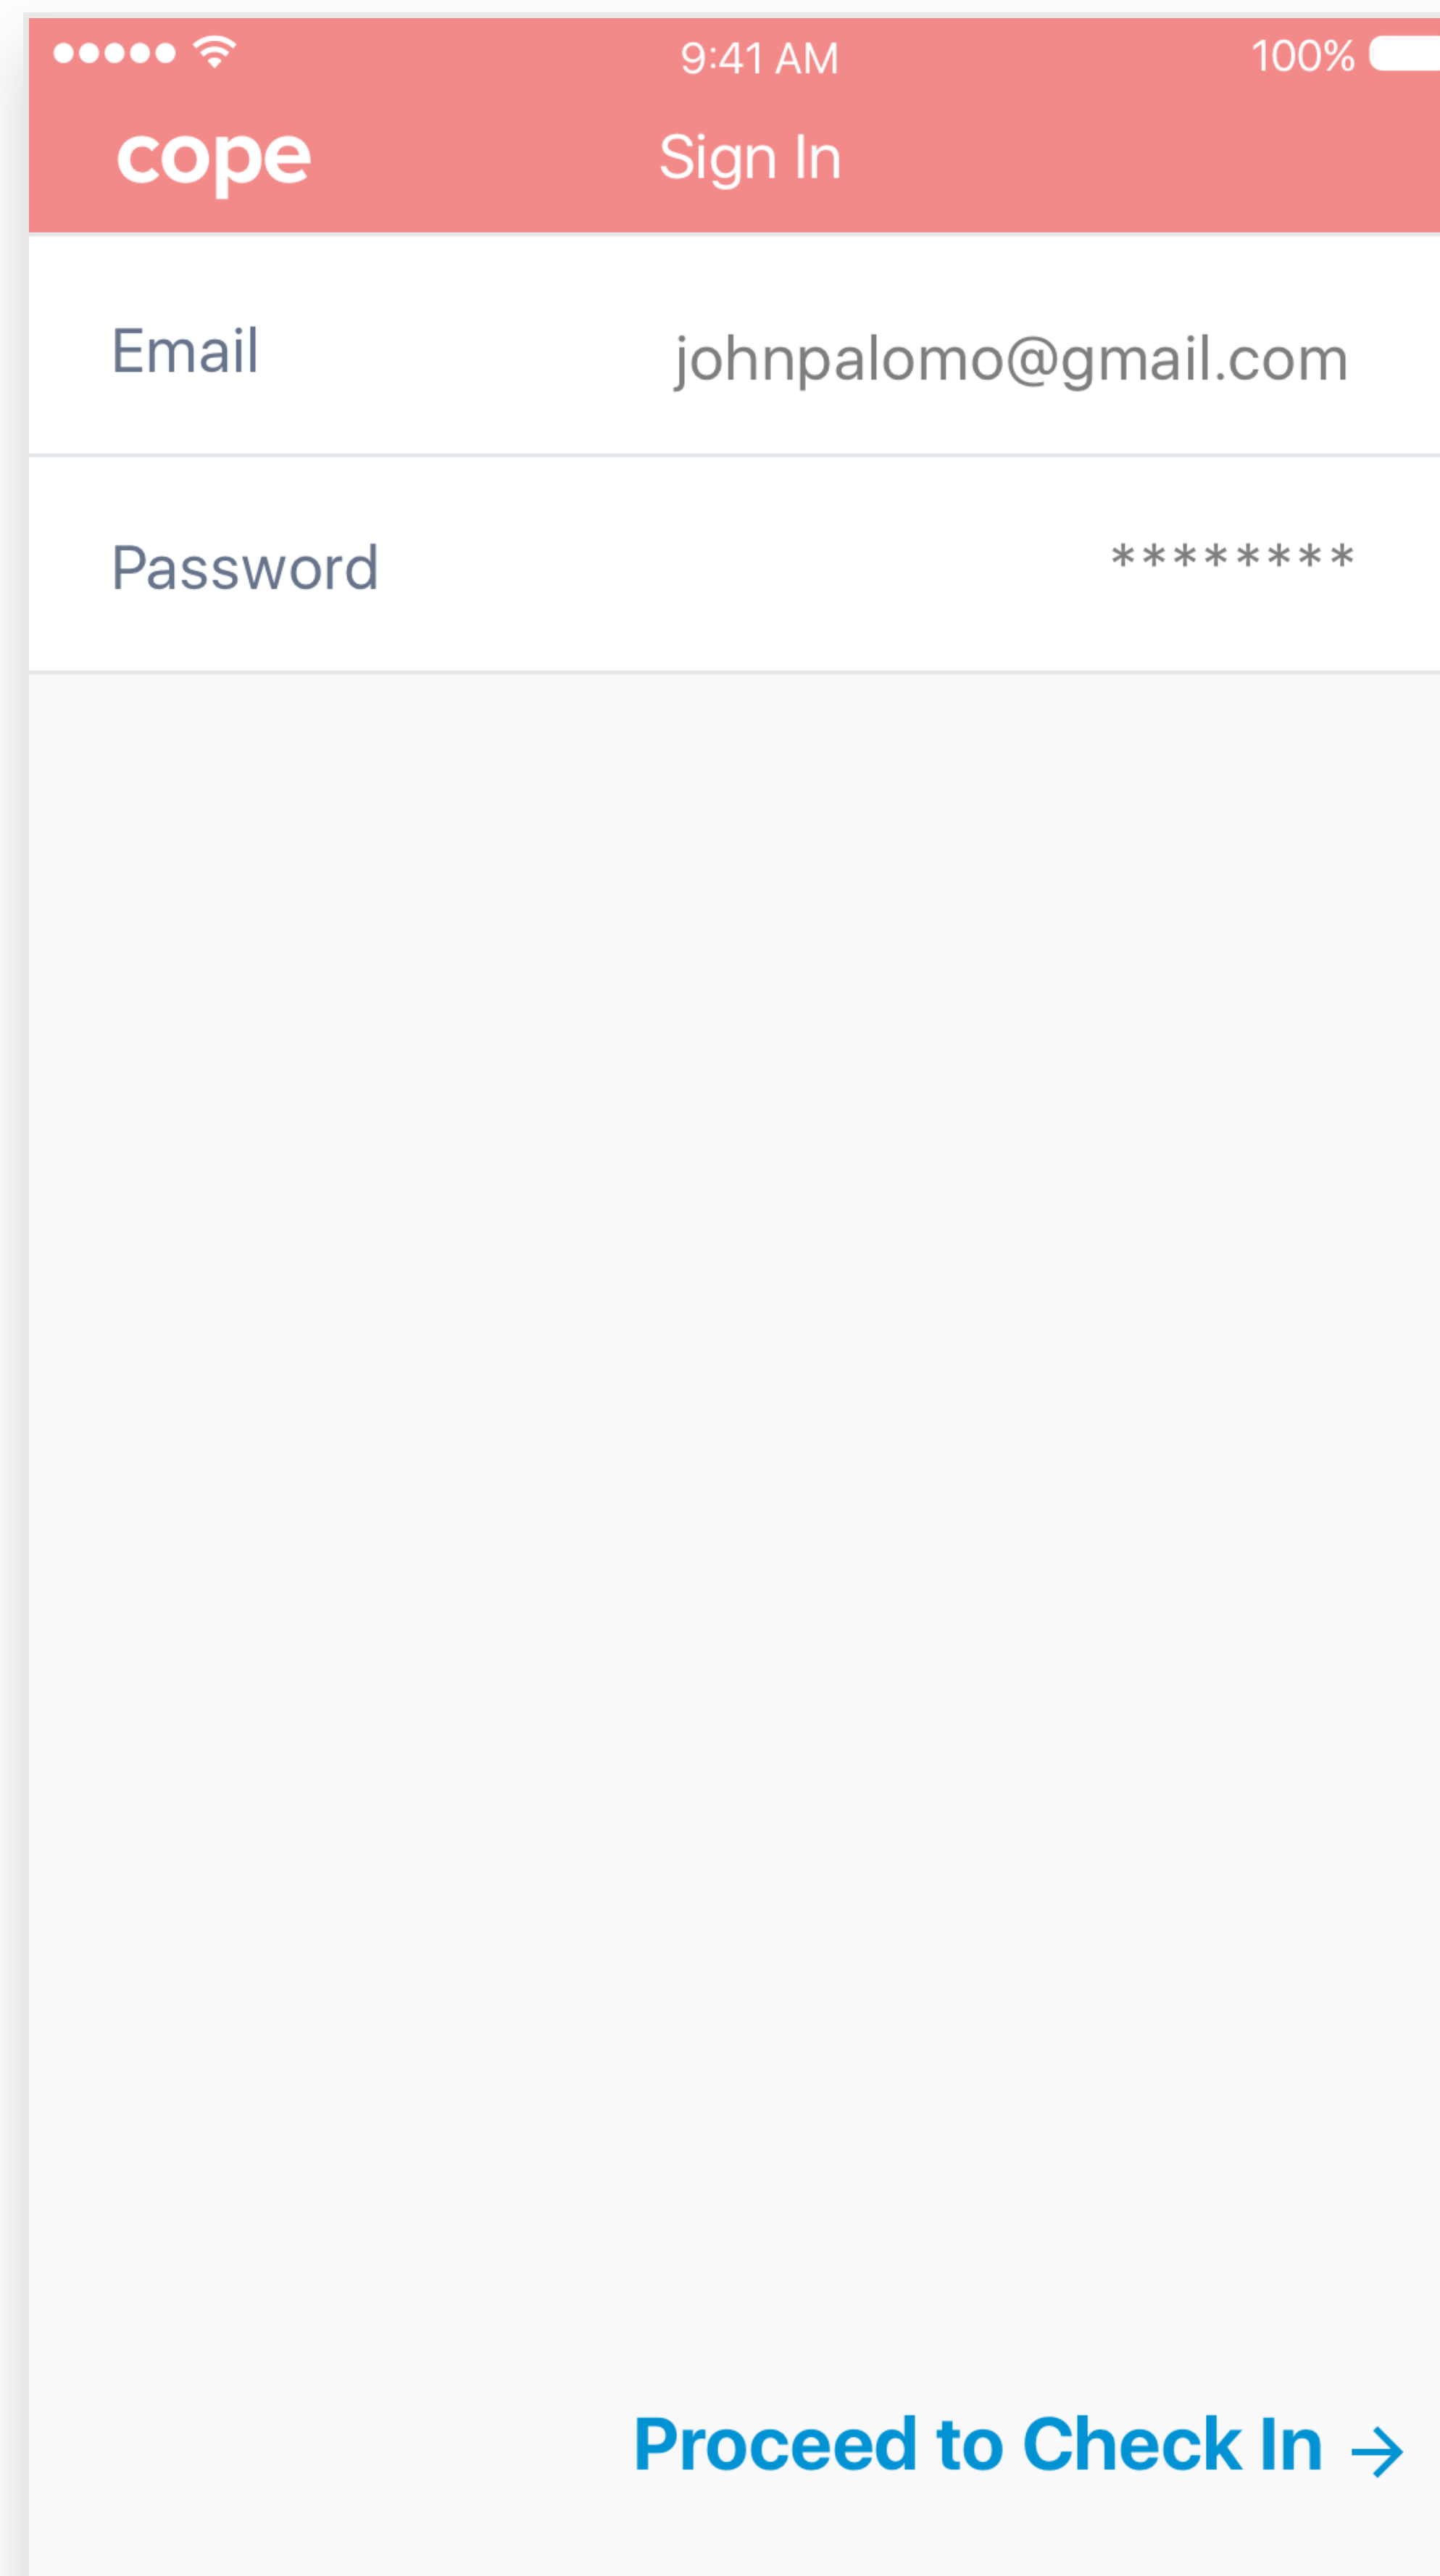 9:41 AM 100%
cope Sign In
Email johnpalomo@gmail.com
Password ********
Proceed to Check In →